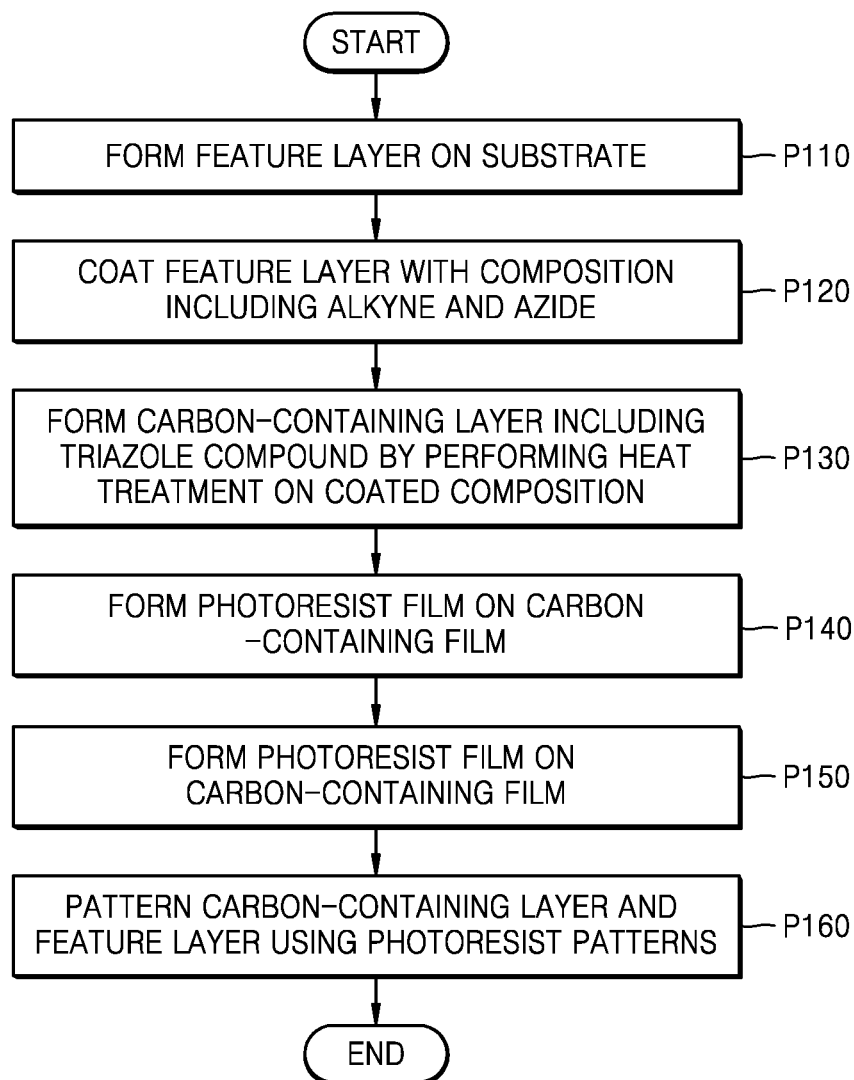 START
FORM FEATURE LAYER ON SUBSTRATE
P110
COAT FEATURE LAYER WITH COMPOSITION
INCLUDING ALKYNE AND AZIDE
P120
FORM CARBON-CONTAINING LAYER INCLUDING
TRIAZOLE COMPOUND BY PERFORMING HEAT
TREATMENT ON COATED COMPOSITION
P130
FORM PHOTORESIST FILM ON CARBON
-CONTAINING FILM
P140
FORM PHOTORESIST FILM ON
CARBON-CONTAINING FILM
P150
PATTERN CARBON-CONTAINING LAYER AND
FEATURE LAYER USING PHOTORESIST PATTERNS
P160
END